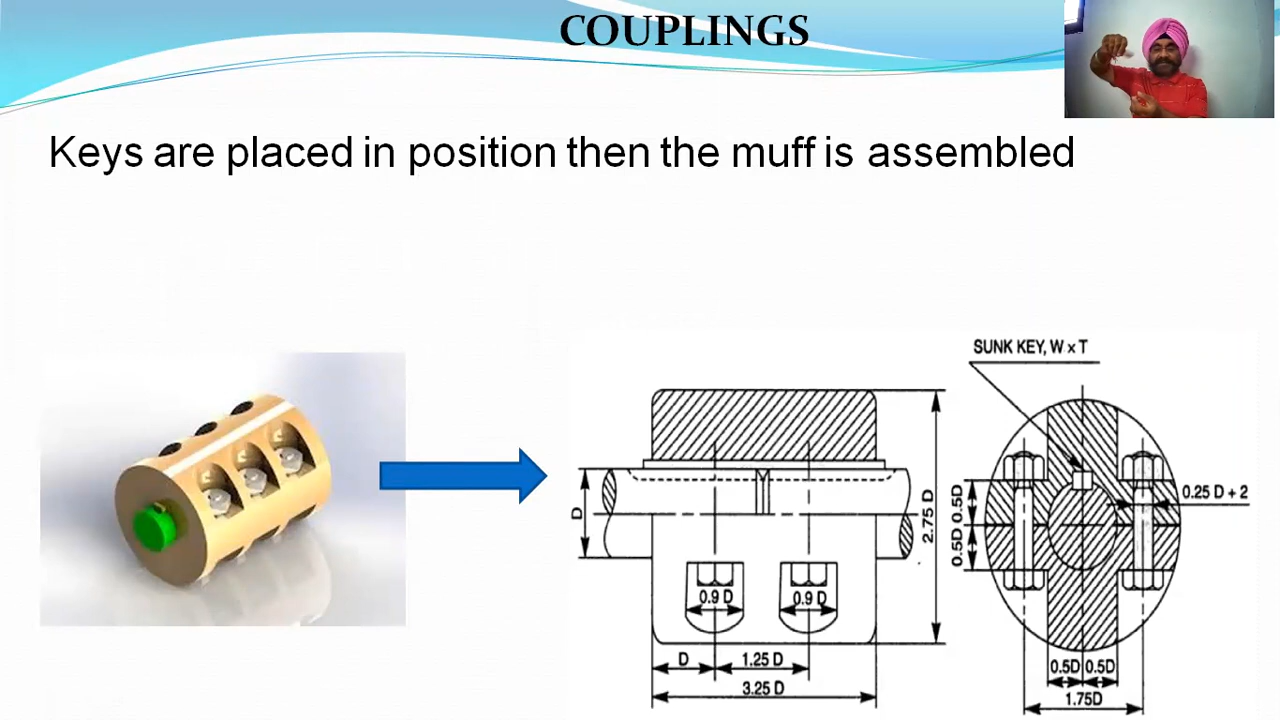 COUPLINGS
Keys are placed in position then the muff is assembled
SUNK KEY, W x T
D
2.75 D
0.5D
0.5D
0.25 D + 2
0.9 D
0.9 D
D
1.25 D
3.25 D
0.5D
0.5D
1.75D